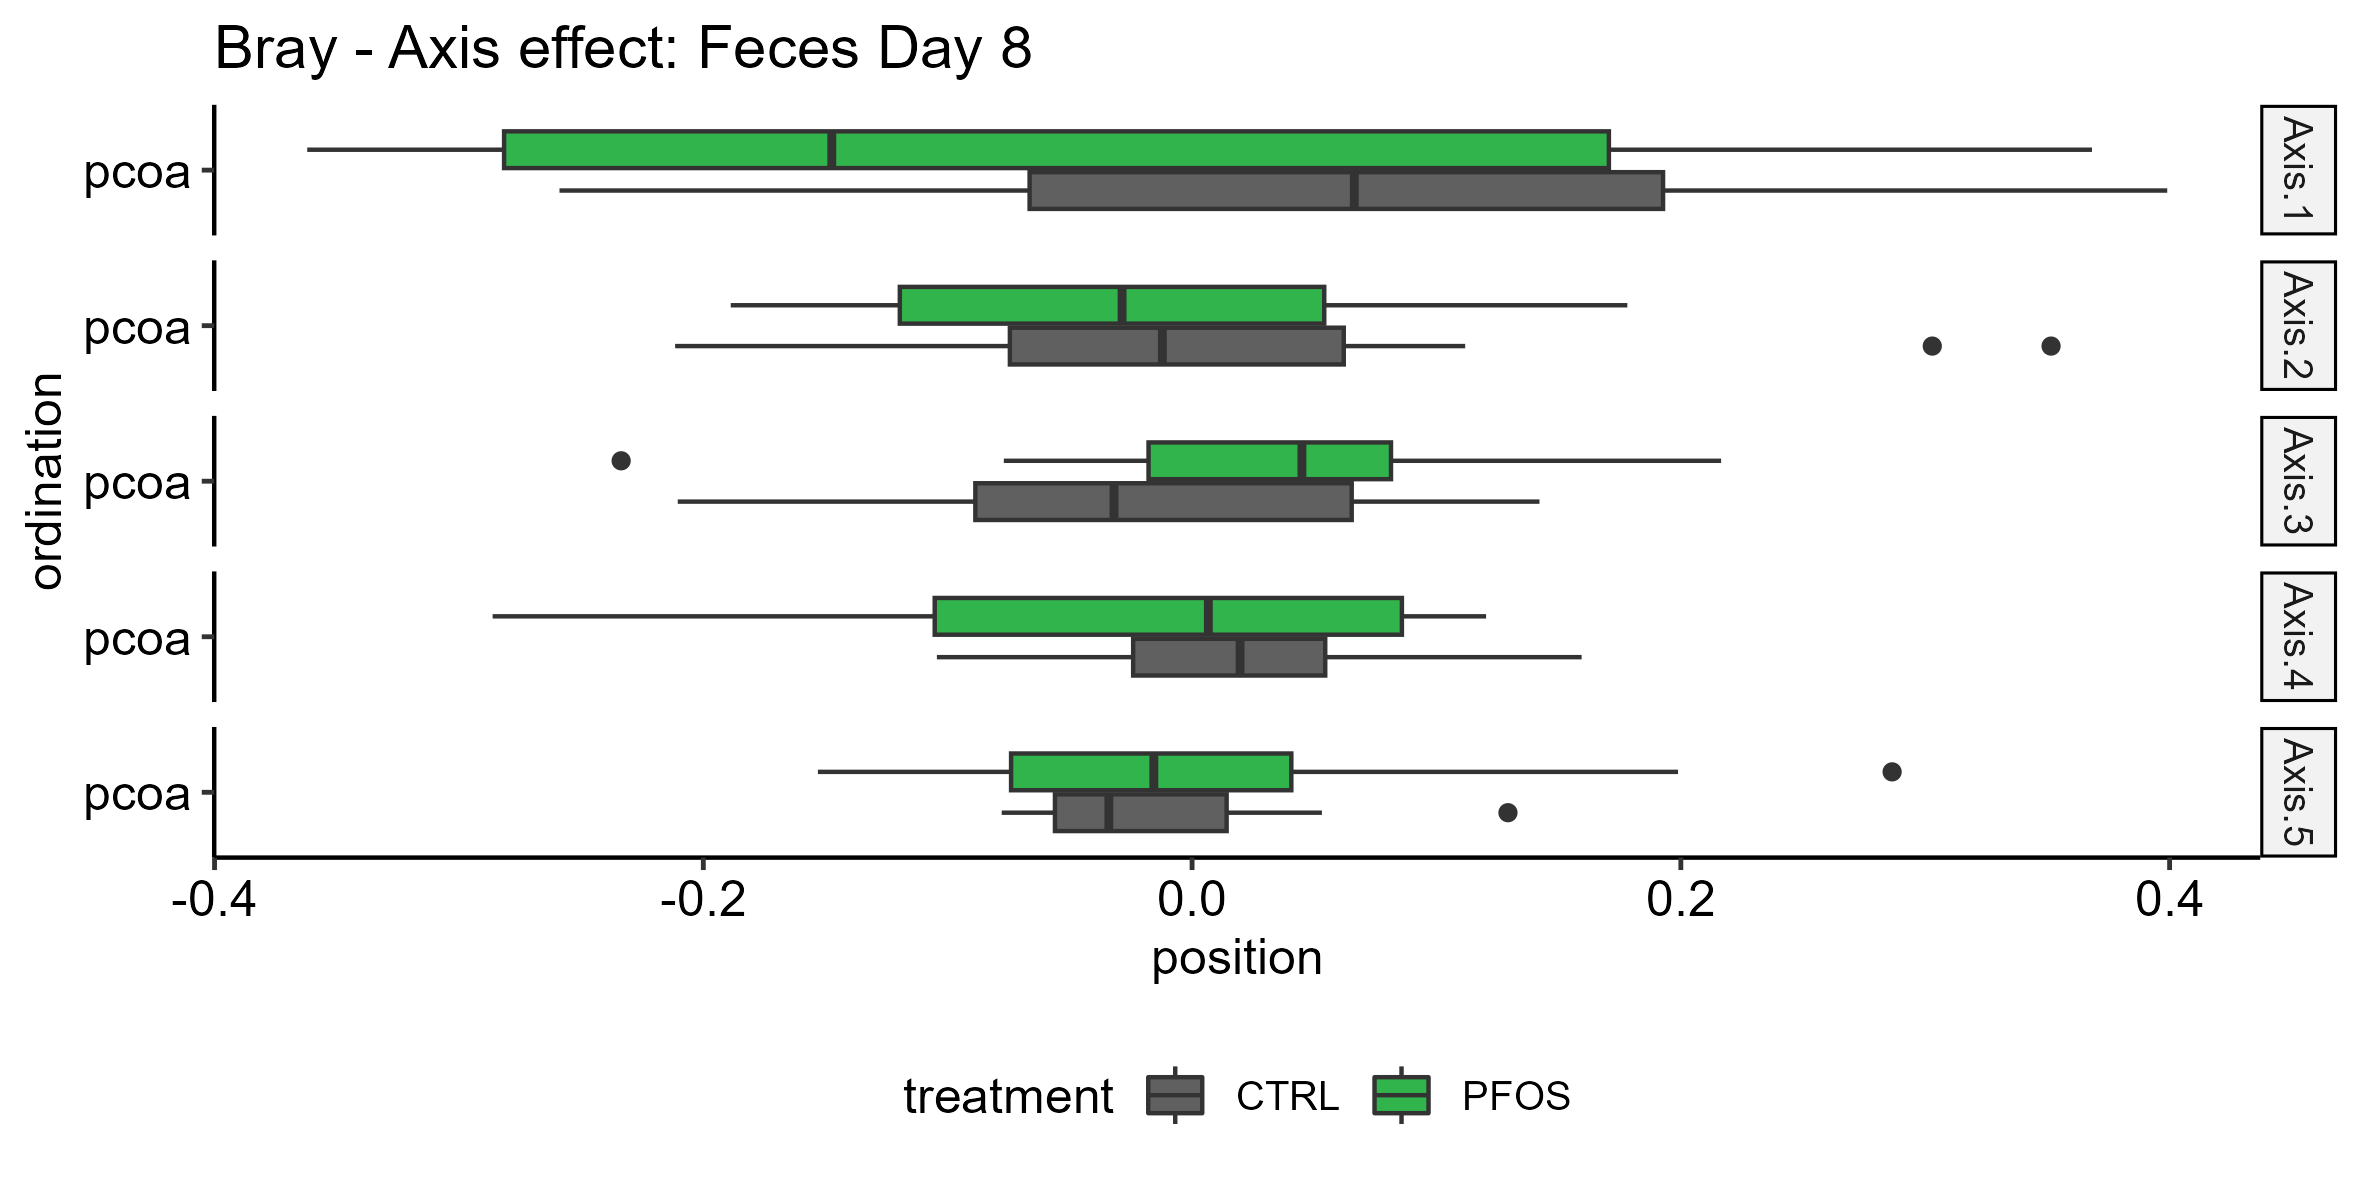 Bray - Axis effect: Feces Day 8
ordination
pcoa
Axis.1
pcoa
Axis.2
pcoa
Axis.3
pcoa
Axis.4
pcoa
Axis.5
-0.4 -0.2 0.0 0.2 0.4
position
treatment CTRL PFOS